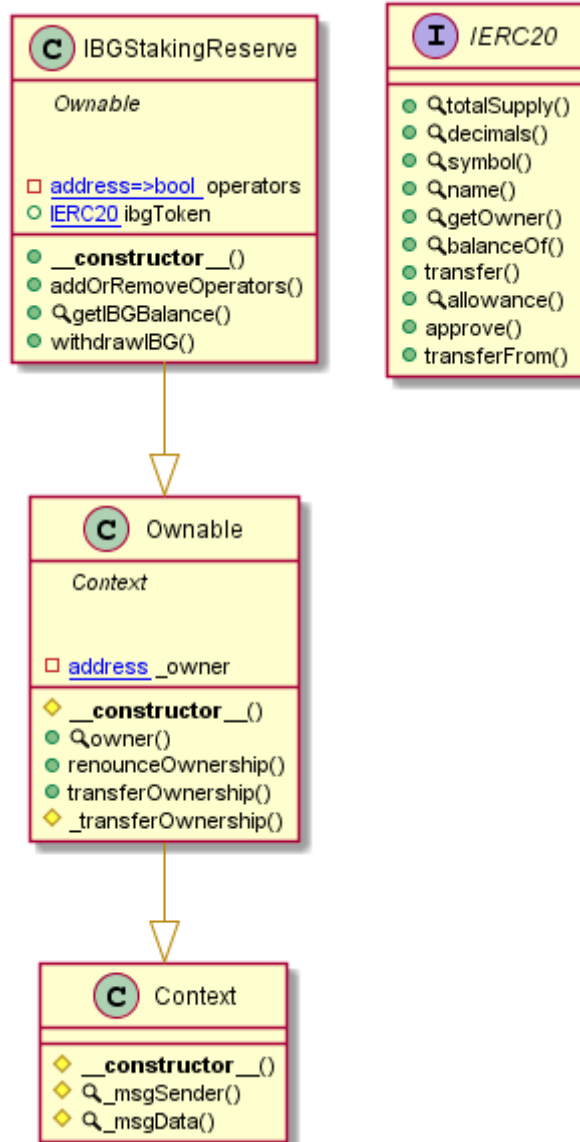 C IBGStakingReserve
Ownable
address=>bool operators
IERC20 ibgToken
__constructor__()
addOrRemoveOperators()
getIBGBalance()
withdrawIBG()
I IERC20
totalSupply()
decimals()
symbol()
name()
getOwner()
balanceOf()
transfer()
allowance()
approve()
transferFrom()
C Ownable
Context
address _owner
__constructor__()
owner()
renounceOwnership()
transferOwnership()
_transferOwnership()
C Context
__constructor__()
_msgSender()
_msgData()